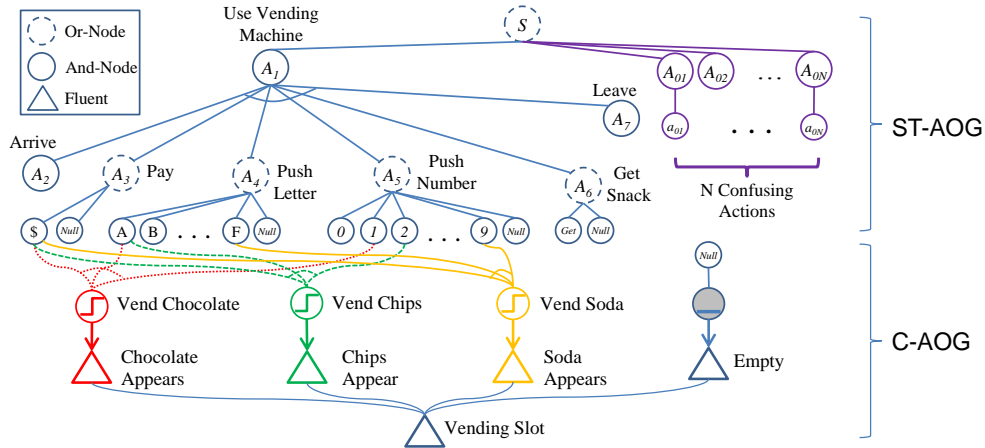 Use Vending
Machine
S
Or-Node
And-Node
Fluent
A1
A01 A02 ... A0N
Leave
A7
a01 ... a0N
ST-AOG
Arrive
A2
A3 Pay
A4 Push
Letter
A5 Push
Number
A6 Get
Snack
N Confusing
Actions
$ Null A B ... F Null 0 1 2 ... 9 Null Get Null
Null
Vend Chocolate Vend Chips Vend Soda
C-AOG
Chocolate
Appears
Chips
Appear
Soda
Appears
Empty
Vending Slot